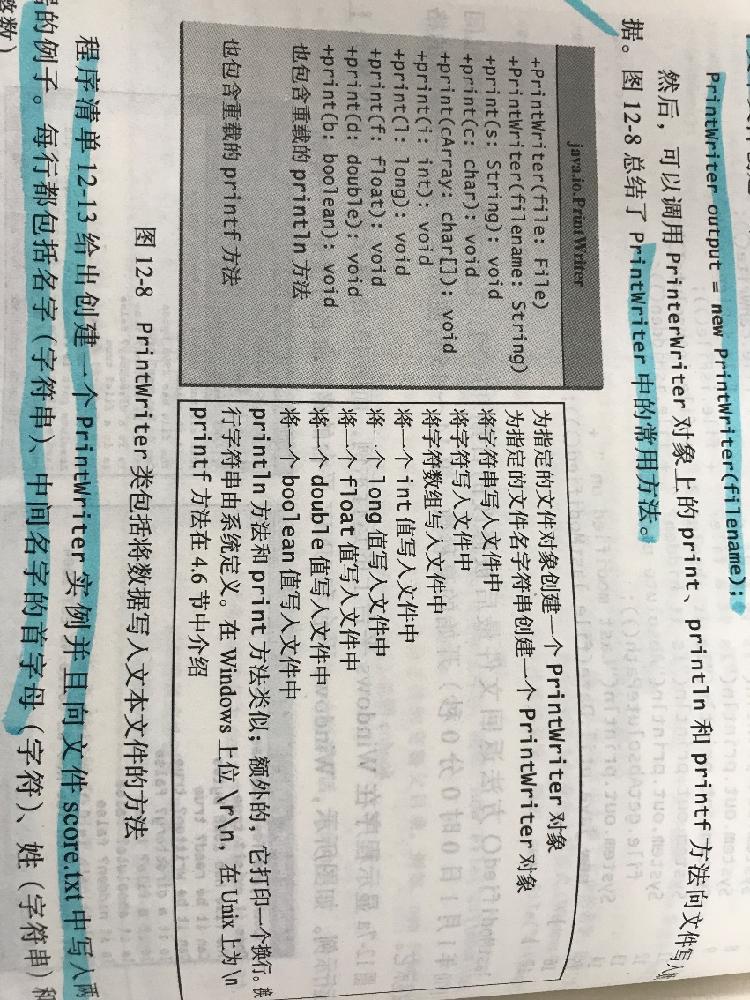 PrintWriter output = new PrintWriter(filename);
然后，可以调用 PrinterWriter 对象上的 print、println 和 printf 方法向文件写入
据。图 12-8 总结了 PrintWriter 中的常用方法。
java.io.PrintWriter
+PrintWriter(file: File)
+PrintWriter(filename: String)
+print(s: String): void
+print(c: char): void
+print(cArray: char[]): void
+print(i: int): void
+print(l: long): void
+print(f: float): void
+print(d: double): void
+print(b: boolean): void
也包含重载的 println 方法
也包含重载的 printf 方法
为指定的文件对象创建一个 PrintWriter 对象
为指定的文件名字符串创建一个 PrintWriter 对象
将字符串写入文件中
将字符写入文件中
将字符数组写入文件中
将一个 int 值写入文件中
将一个 long 值写入文件中
将一个 float 值写入文件中
将一个 double 值写入文件中
将一个 boolean 值写入文件中
println 方法和 print 方法类似；额外的，它打印一个换行。换
行字符串由系统定义。在 Windows 上位 \r\n，在 Unix 上为 \n
printf 方法在 4.6 节中介绍
图 12-8 PrintWriter 类包括将数据写入文本文件的方法
程序清单 12-13 给出创建一个 PrintWriter 实例并且向文件 score.txt 中写入两
的例子。每行都包括名字（字符串）、中间名字的首字母（字符）、姓（字符串）和
整数）